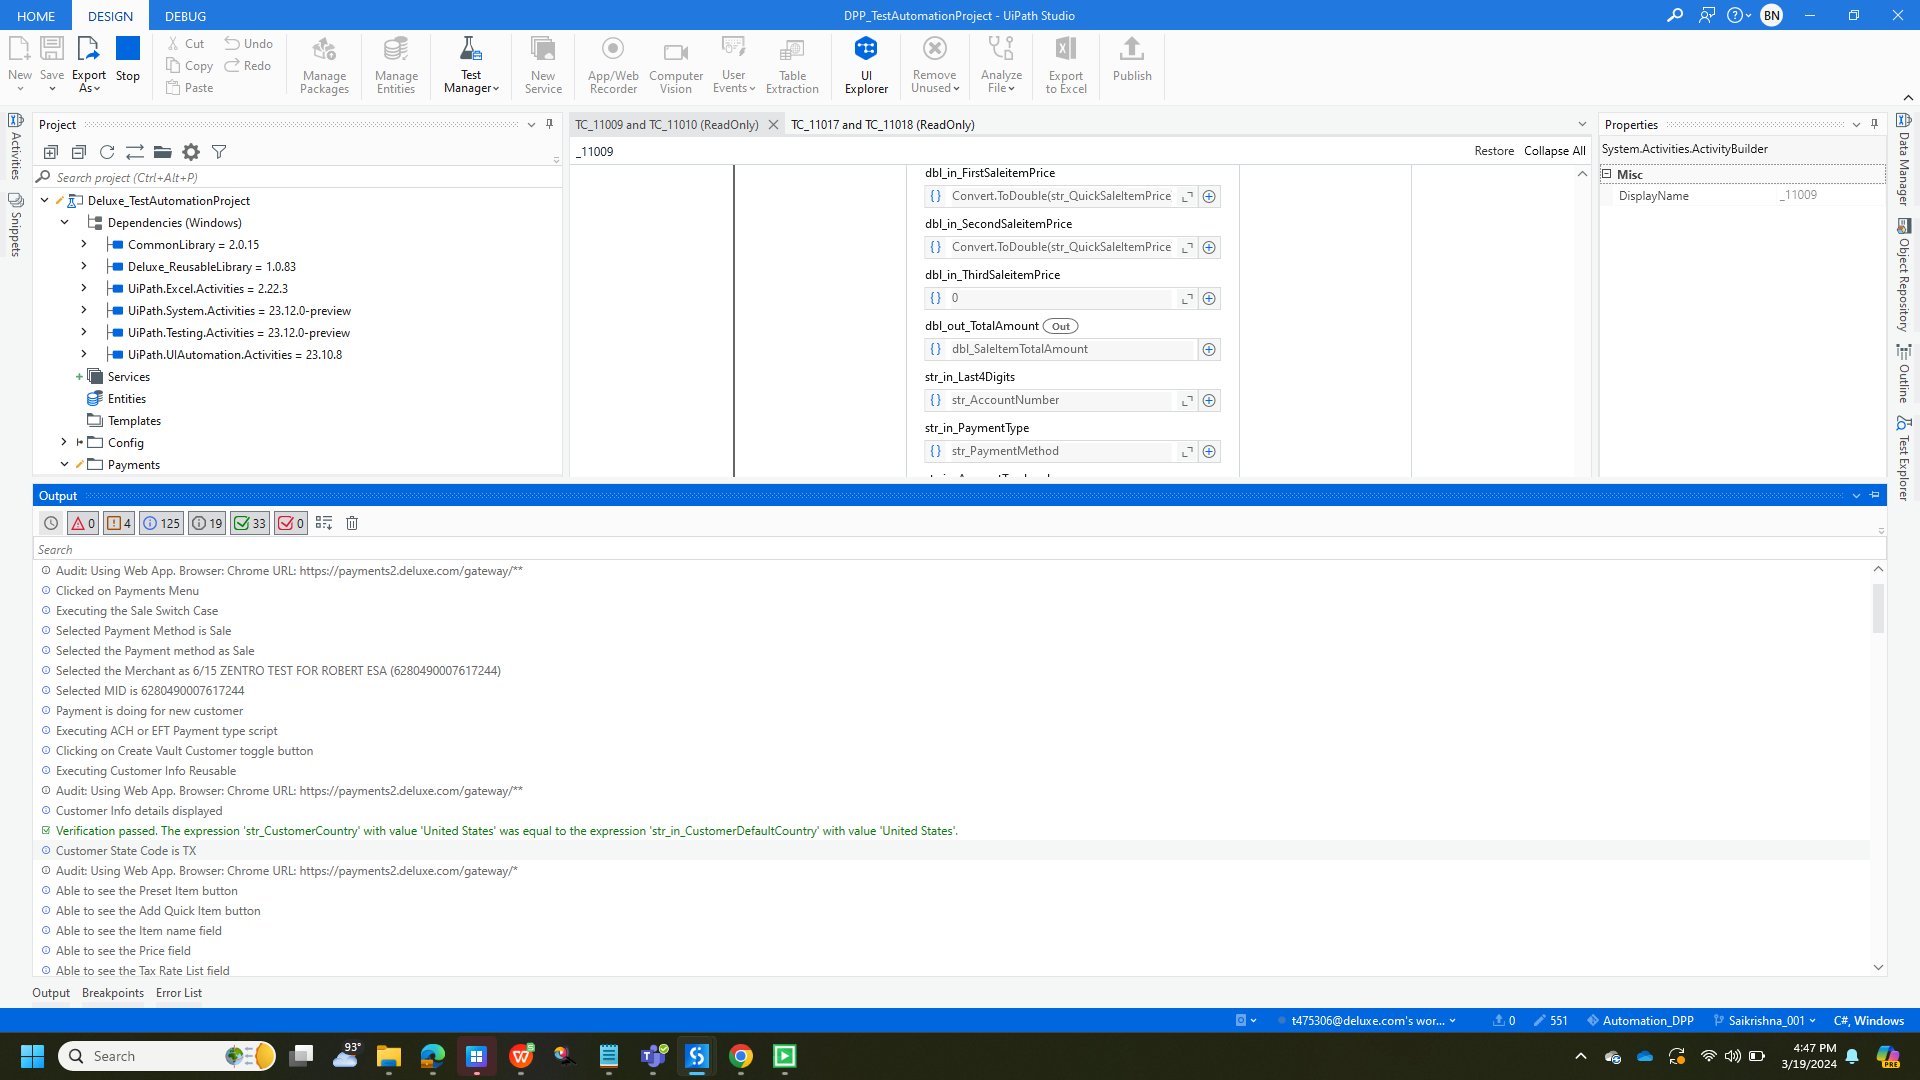 HOME DESIGN DEBUG DPP_TestAutomationProject - UiPath Studio BN
New Save Export As Stop
Cut Copy Paste Undo Redo
Manage Packages
Manage Entities
Test Manager
New Service
App/Web Recorder
Computer Vision
User Events
Table Extraction
UI Explorer
Remove Unused
Analyze File
Export to Excel
Publish
Activities
Snippets
Project
Search project (Ctrl+Alt+P)
Deluxe_TestAutomationProject
Dependencies (Windows)
CommonLibrary = 2.0.15
Deluxe_ReusableLibrary = 1.0.83
UiPath.Excel.Activities = 2.22.3
UiPath.System.Activities = 23.12.0-preview
UiPath.Testing.Activities = 23.12.0-preview
UiPath.UIAutomation.Activities = 23.10.8
Services
Entities
Templates
Config
Payments
TC_11009 and TC_11010 (ReadOnly) TC_11017 and TC_11018 (ReadOnly)
_11009 Restore Collapse All
dbl_in_FirstSaleitemPrice
{} Convert.ToDouble(str_QuickSaleItemPrice
dbl_in_SecondSaleitemPrice
{} Convert.ToDouble(str_QuickSaleItemPrice
dbl_in_ThirdSaleitemPrice
{} 0
dbl_out_TotalAmount Out
{} dbl_SaleItemTotalAmount
str_in_Last4Digits
{} str_AccountNumber
str_in_PaymentType
{} str_PaymentMethod
Properties
System.Activities.ActivityBuilder
Misc
DisplayName _11009
Data Manager
Object Repository
Outline
Test Explorer
Output
0 4 125 19 33 0
Search
Audit: Using Web App. Browser: Chrome URL: https://payments2.deluxe.com/gateway/**
Clicked on Payments Menu
Executing the Sale Switch Case
Selected Payment Method is Sale
Selected the Payment method as Sale
Selected the Merchant as 6/15 ZENTRO TEST FOR ROBERT ESA (6280490007617244)
Selected MID is 6280490007617244
Payment is doing for new customer
Executing ACH or EFT Payment type script
Clicking on Create Vault Customer toggle button
Executing Customer Info Reusable
Audit: Using Web App. Browser: Chrome URL: https://payments2.deluxe.com/gateway/**
Customer Info details displayed
Verification passed. The expression 'str_CustomerCountry' with value 'United States' was equal to the expression 'str_in_CustomerDefaultCountry' with value 'United States'.
Customer State Code is TX
Audit: Using Web App. Browser: Chrome URL: https://payments2.deluxe.com/gateway/*
Able to see the Preset Item button
Able to see the Add Quick Item button
Able to see the Item name field
Able to see the Price field
Able to see the Tax Rate List field
Output Breakpoints Error List
t475306@deluxe.com's wor... 0 551 Automation_DPP Saikrishna_001 C#, Windows
Search 93° 4:47 PM
3/19/2024